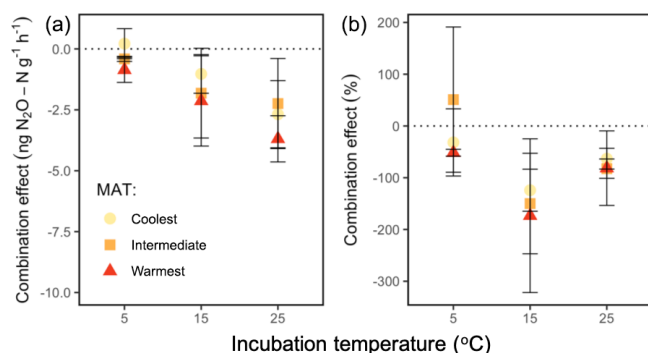 (a)
Combination effect (ng N₂O – N g⁻¹ h⁻¹)
0.0
-2.5
-5.0
-7.5
-10.0
MAT:
Coolest
Intermediate
Warmest
5 15 25
(b)
Combination effect (%)
200
100
0
-100
-200
-300
5 15 25
Incubation temperature (°C)